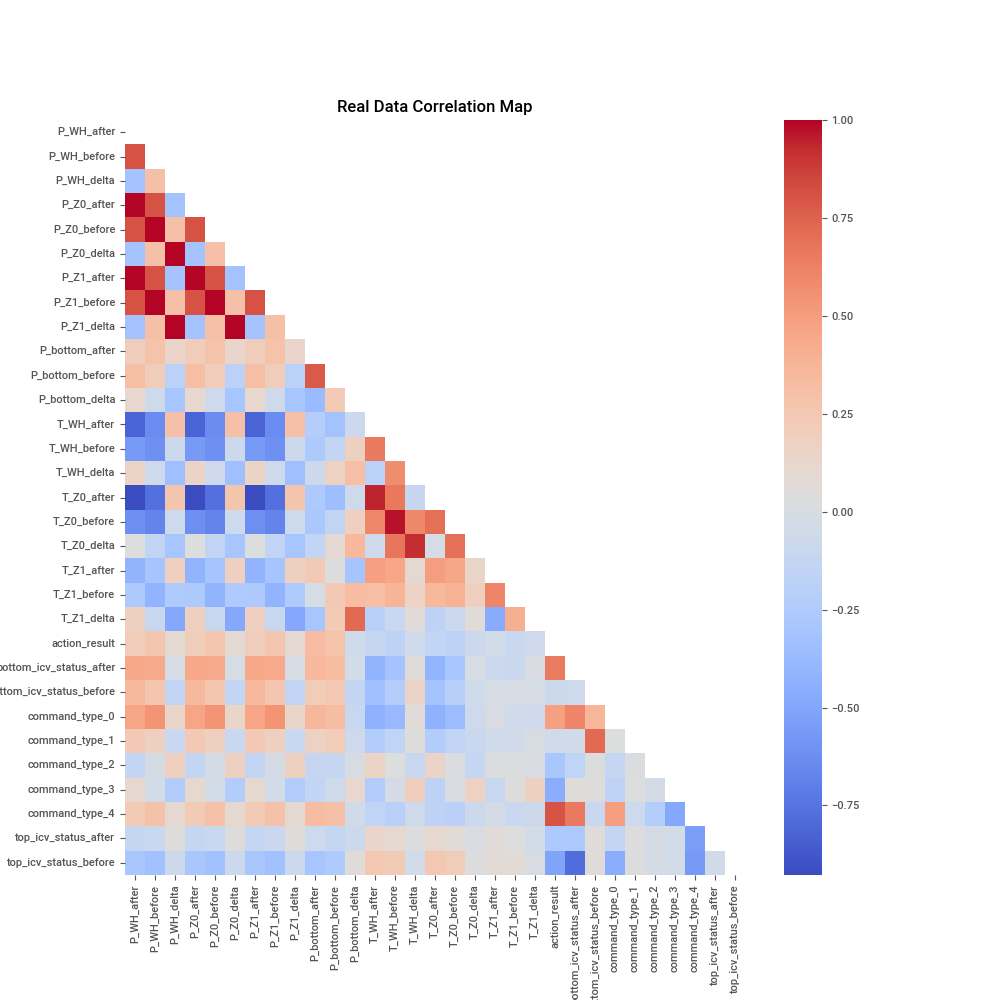 Real Data Correlation Map
P_WH_after
P_WH_before
P_WH_delta
P_Z0_after
P_Z0_before
P_Z0_delta
P_Z1_after
P_Z1_before
P_Z1_delta
P_bottom_after
P_bottom_before
P_bottom_delta
T_WH_after
T_WH_before
T_WH_delta
T_Z0_after
T_Z0_before
T_Z0_delta
T_Z1_after
T_Z1_before
T_Z1_delta
action_result
ottom_icv_status_after
ttom_icv_status_before
command_type_0
command_type_1
command_type_2
command_type_3
command_type_4
top_icv_status_after
top_icv_status_before
1.00
0.75
0.50
0.25
0.00
−0.25
−0.50
−0.75
P_WH_after
P_WH_before
P_WH_delta
P_Z0_after
P_Z0_before
P_Z0_delta
P_Z1_after
P_Z1_before
P_Z1_delta
P_bottom_after
P_bottom_before
P_bottom_delta
T_WH_after
T_WH_before
T_WH_delta
T_Z0_after
T_Z0_before
T_Z0_delta
T_Z1_after
T_Z1_before
T_Z1_delta
action_result
ottom_icv_status_after
tom_icv_status_before
command_type_0
command_type_1
command_type_2
command_type_3
command_type_4
top_icv_status_after
top_icv_status_before